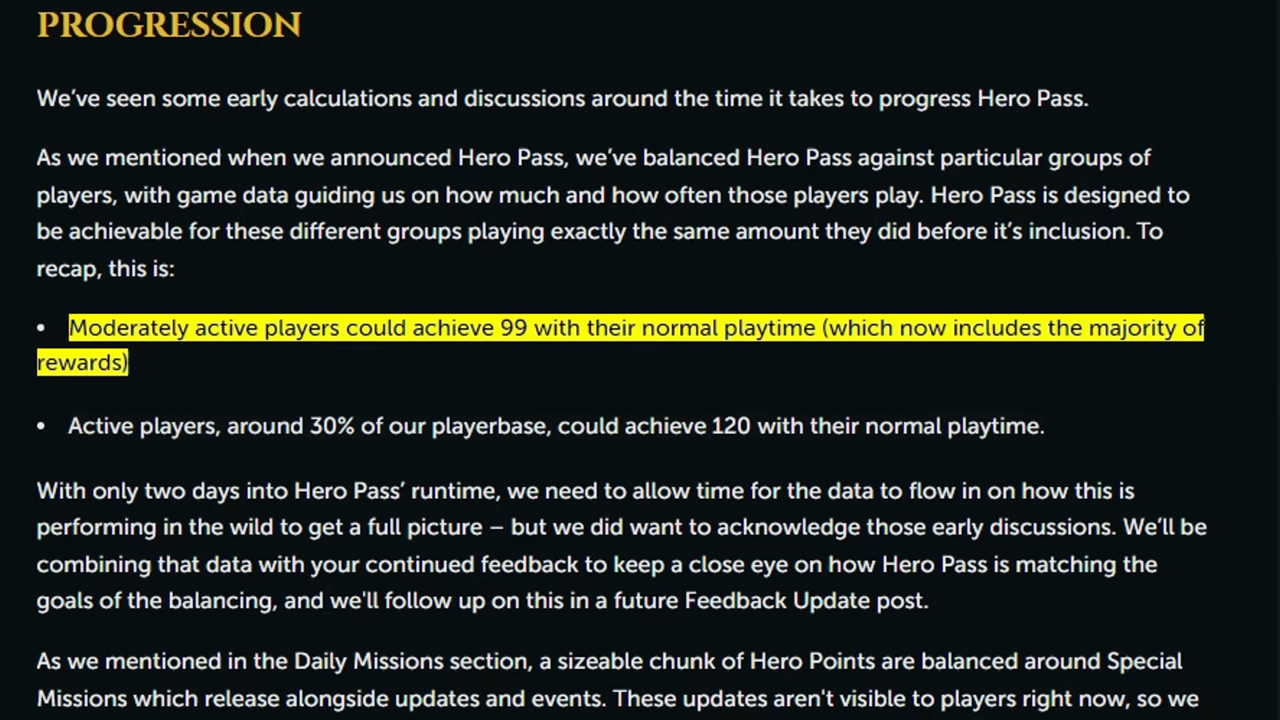 PROGRESSION
We've seen some early calculations and discussions around the time it takes to progress Hero Pass.
As we mentioned when we announced Hero Pass, we've balanced Hero Pass against particular groups of
players, with game data guiding us on how much and how often those players play. Hero Pass is designed to
be achievable for these different groups playing exactly the same amount they did before it's inclusion. To
recap, this is:
• Moderately active players could achieve 99 with their normal playtime (which now includes the majority of
rewards)
• Active players, around 30% of our playerbase, could achieve 120 with their normal playtime.
With only two days into Hero Pass' runtime, we need to allow time for the data to flow in on how this is
performing in the wild to get a full picture – but we did want to acknowledge those early discussions. We'll be
combining that data with your continued feedback to keep a close eye on how Hero Pass is matching the
goals of the balancing, and we'll follow up on this in a future Feedback Update post.
As we mentioned in the Daily Missions section, a sizeable chunk of Hero Points are balanced around Special
Missions which release alongside updates and events. These updates aren't visible to players right now, so we